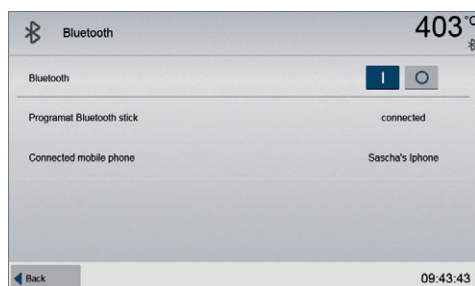 Bluetooth 403 °C
Bluetooth I O
Programat Bluetooth stick connected
Connected mobile phone Sascha's Iphone
Back 09:43:43